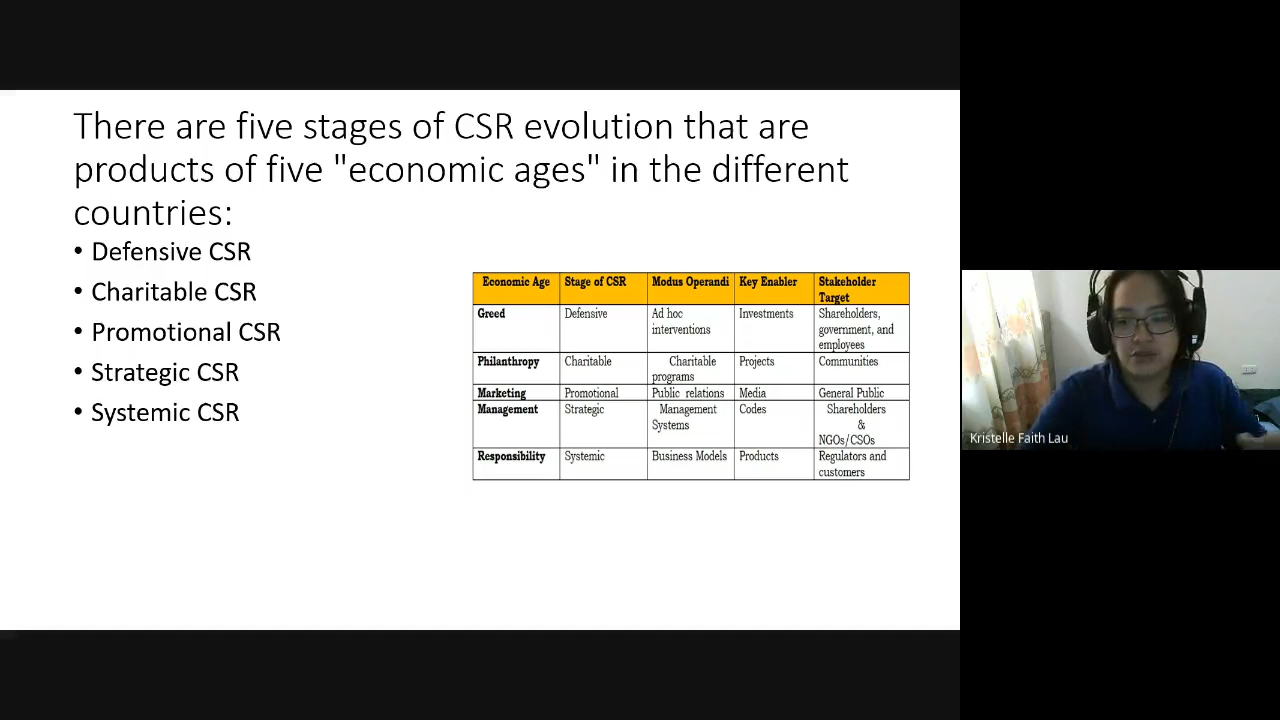 There are five stages of CSR evolution that are
products of five "economic ages" in the different
countries:
• Defensive CSR
• Charitable CSR
• Promotional CSR
• Strategic CSR
• Systemic CSR
Economic Age Stage of CSR Modus Operandi Key Enabler Stakeholder
Target
Greed Defensive Ad hoc Investments Shareholders,
interventions government, and
employees
Philanthropy Charitable Charitable Projects Communities
programs
Marketing Promotional Public relations Media General Public
Management Strategic Management Codes Shareholders
Systems &
NGOs/CSOs
Responsibility Systemic Business Models Products Regulators and
customers
Kristelle Faith Lau